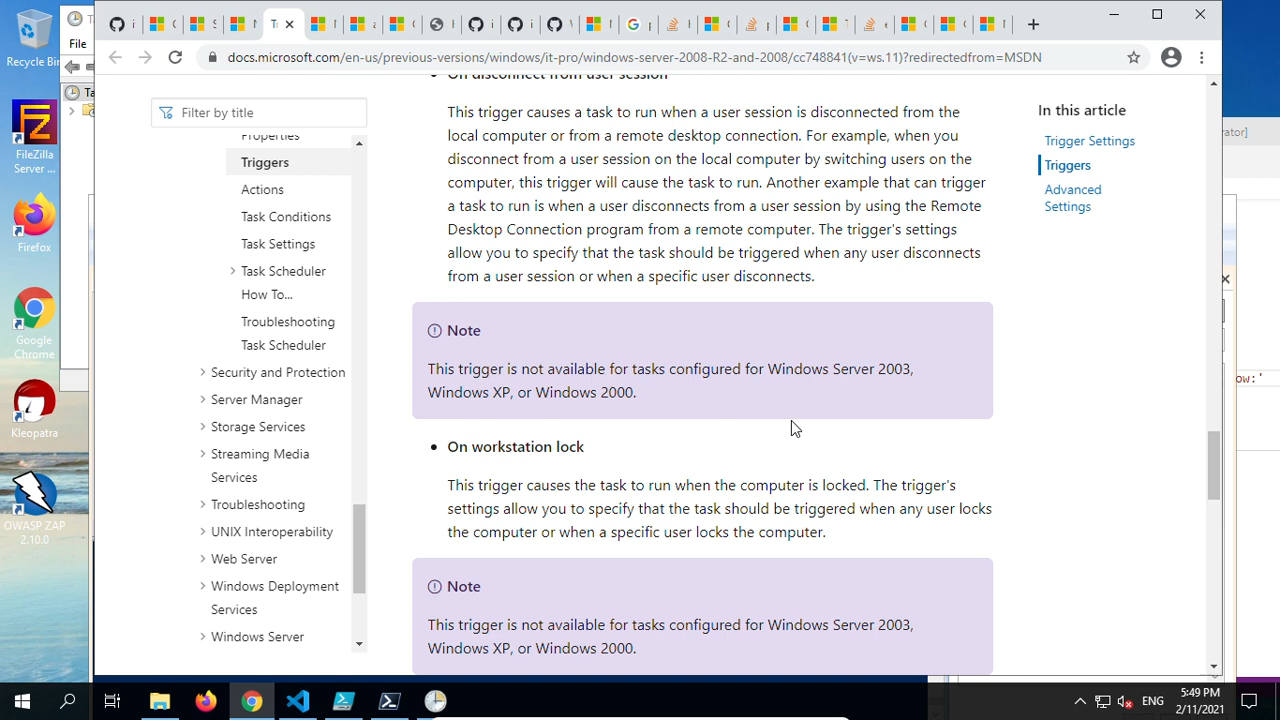 Recycle Bin
FileZilla
Server ...
Firefox
Google
Chrome
Kleopatra
OWASP ZAP
2.10.0
File
docs.microsoft.com/en-us/previous-versions/windows/it-pro/windows-server-2008-R2-and-2008/cc748841(v=ws.11)?redirectedfrom=MSDN
Filter by title
Properties
Triggers
Actions
Task Conditions
Task Settings
Task Scheduler
How To...
Troubleshooting
Task Scheduler
Security and Protection
Server Manager
Storage Services
Streaming Media
Services
Troubleshooting
UNIX Interoperability
Web Server
Windows Deployment
Services
Windows Server
On disconnect from user session
This trigger causes a task to run when a user session is disconnected from the
local computer or from a remote desktop connection. For example, when you
disconnect from a user session on the local computer by switching users on the
computer, this trigger will cause the task to run. Another example that can trigger
a task to run is when a user disconnects from a user session by using the Remote
Desktop Connection program from a remote computer. The trigger's settings
allow you to specify that the task should be triggered when any user disconnects
from a user session or when a specific user disconnects.
Note
This trigger is not available for tasks configured for Windows Server 2003,
Windows XP, or Windows 2000.
On workstation lock
This trigger causes the task to run when the computer is locked. The trigger's
settings allow you to specify that the task should be triggered when any user locks
the computer or when a specific user locks the computer.
Note
This trigger is not available for tasks configured for Windows Server 2003,
Windows XP, or Windows 2000.
In this article
Trigger Settings
Triggers
Advanced
Settings
ow:'
ENG
5:49 PM
2/11/2021